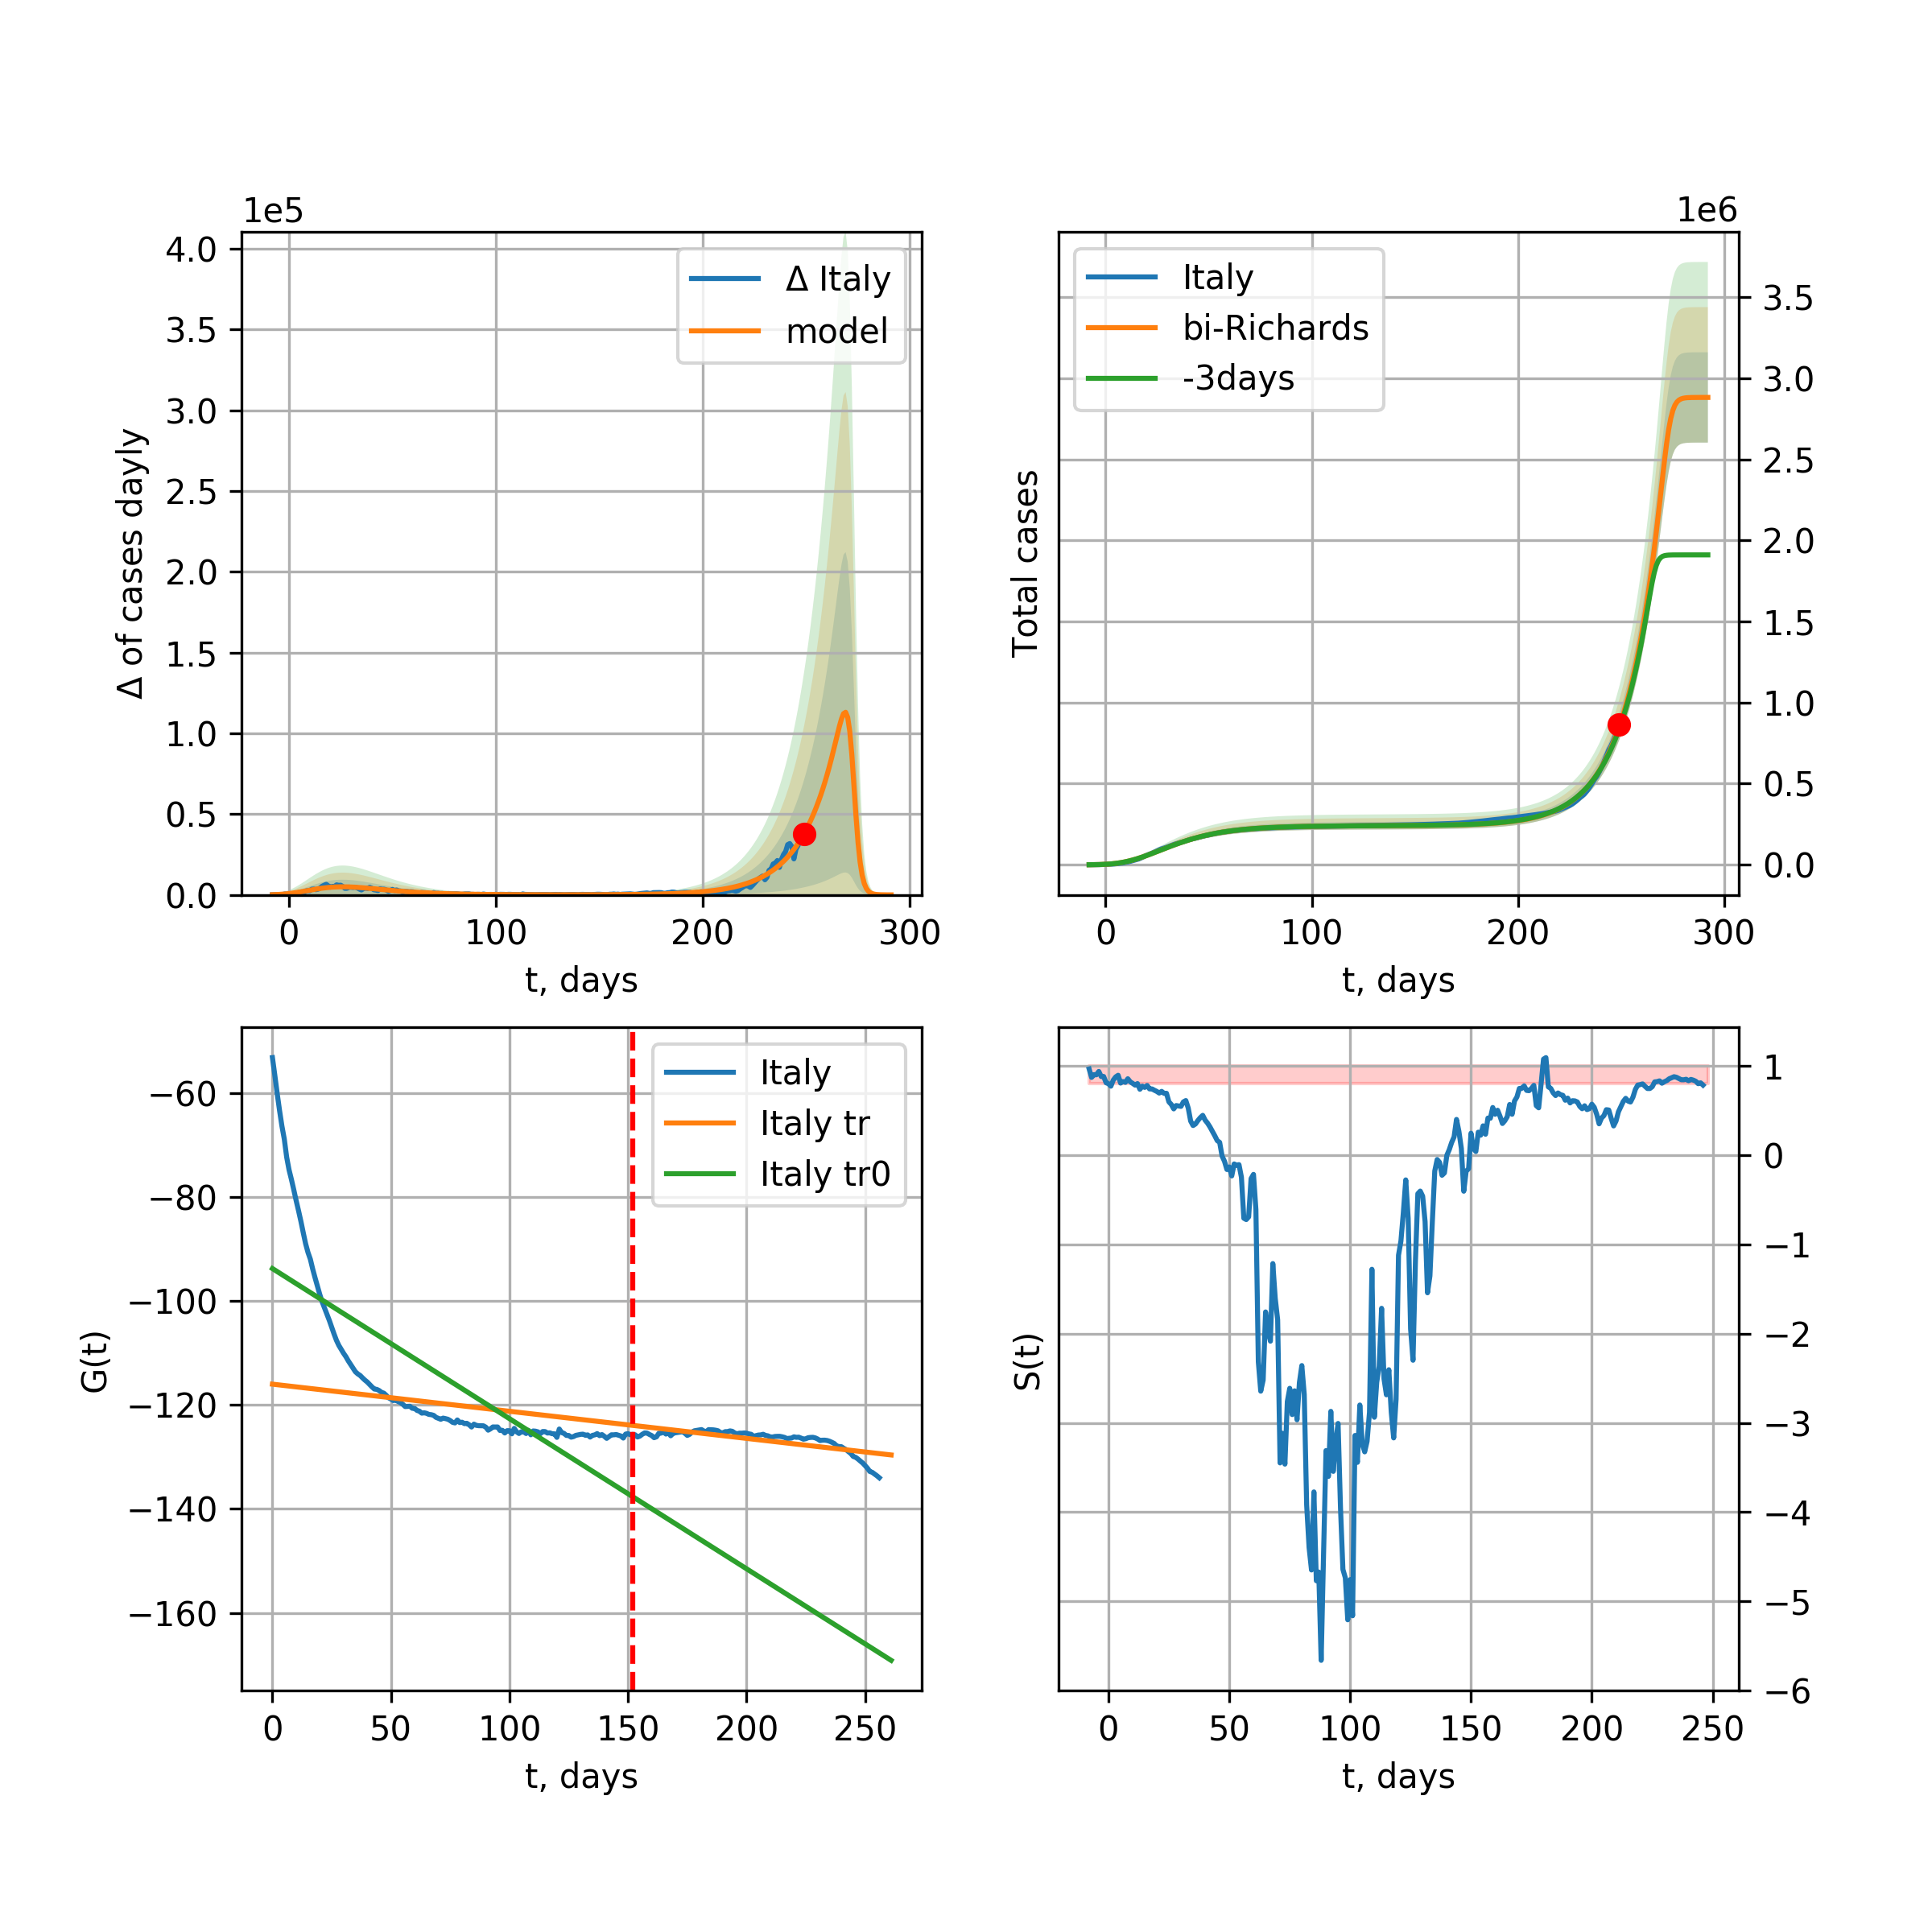 1e5
4.0
3.5
3.0
2.5
2.0
1.5
1.0
0.5
0.0
Δ of cases dayly
Δ Italy
model
0 100 200 300
t, days
1e6
Italy
bi-Richards
-3days
Total cases
3.5
3.0
2.5
2.0
1.5
1.0
0.5
0.0
0 100 200 300
t, days
−60
−80
−100
−120
−140
−160
G(t)
Italy
Italy tr
Italy tr0
0 50 100 150 200 250
t, days
S(t)
1
0
−1
−2
−3
−4
−5
−6
0 50 100 150 200 250
t, days